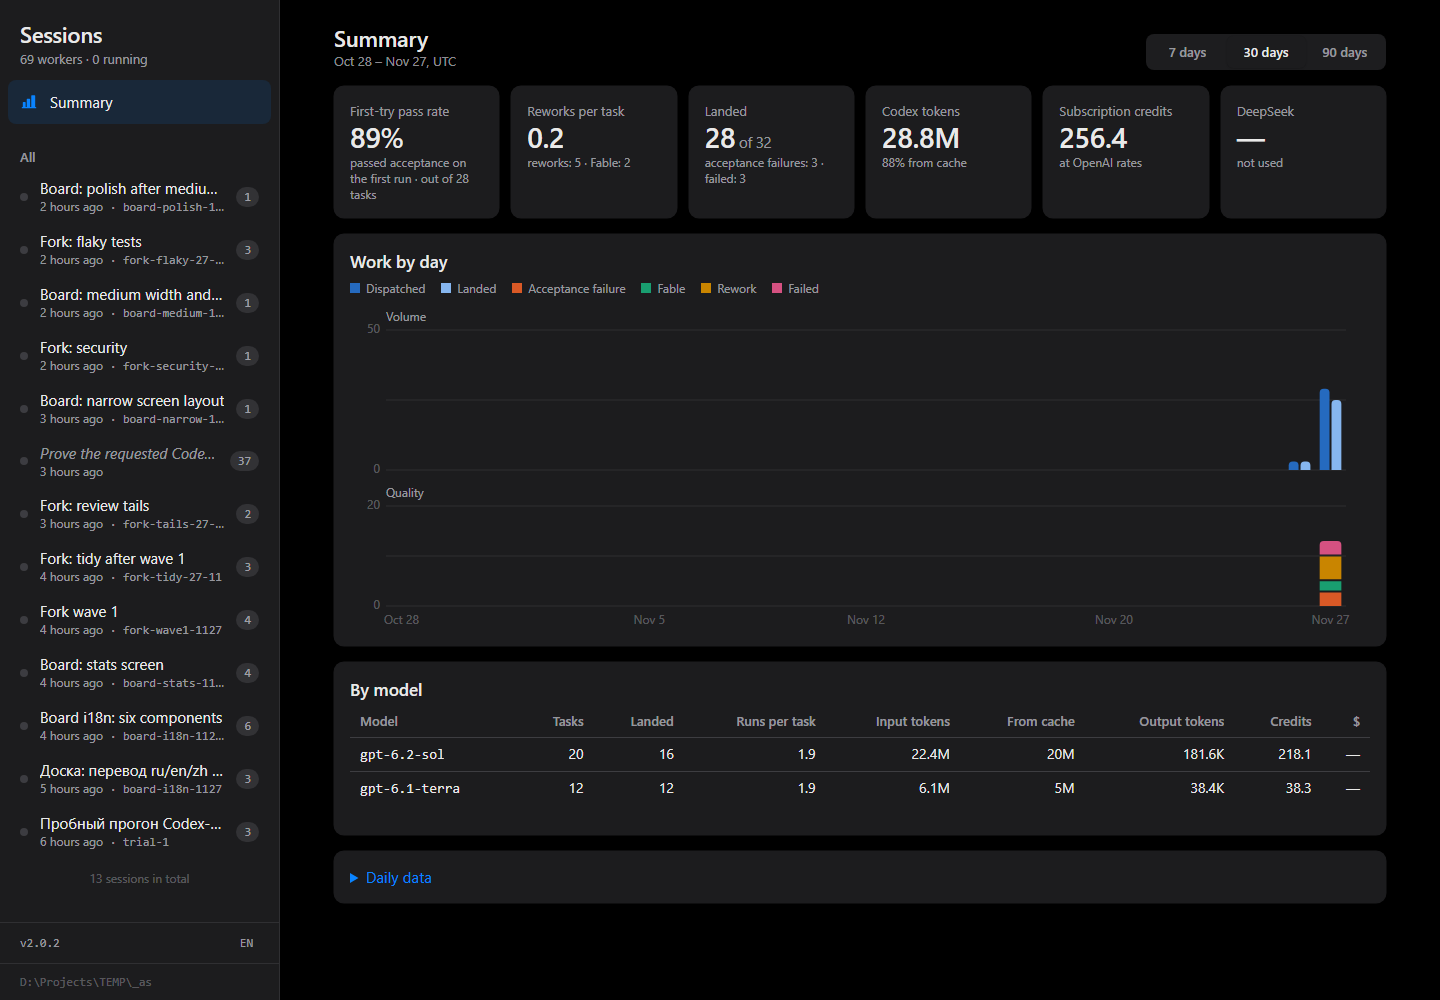 Sessions
69 workers · 0 running
Summary
All
Board: polish after mediu...
2 hours ago · board-polish-1...
1
Fork: flaky tests
2 hours ago · fork-flaky-27-...
3
Board: medium width and...
2 hours ago · board-medium-1...
1
Fork: security
2 hours ago · fork-security-...
1
Board: narrow screen layout
3 hours ago · board-narrow-1...
1
Prove the requested Code...
3 hours ago
37
Fork: review tails
3 hours ago · fork-tails-27-...
2
Fork: tidy after wave 1
4 hours ago · fork-tidy-27-11
3
Fork wave 1
4 hours ago · fork-wave1-1127
4
Board: stats screen
4 hours ago · board-stats-11...
4
Board i18n: six components
4 hours ago · board-i18n-112...
6
Доска: перевод ru/en/zh ...
5 hours ago · board-i18n-1127
3
Пробный прогон Codex-...
6 hours ago · trial-1
3
13 sessions in total
v2.0.2 EN
D:\Projects\TEMP\_as
Summary
Oct 28 – Nov 27, UTC
7 days 30 days 90 days
First-try pass rate
89%
passed acceptance on
the first run · out of 28
tasks
Reworks per task
0.2
reworks: 5 · Fable: 2
Landed
28 of 32
acceptance failures: 3 ·
failed: 3
Codex tokens
28.8M
88% from cache
Subscription credits
256.4
at OpenAI rates
DeepSeek
—
not used
Work by day
Dispatched Landed Acceptance failure Fable Rework Failed
Volume
50
0
Quality
20
0
Oct 28 Nov 5 Nov 12 Nov 20 Nov 27
By model
Model Tasks Landed Runs per task Input tokens From cache Output tokens Credits $
gpt-6.2-sol 20 16 1.9 22.4M 20M 181.6K 218.1 —
gpt-6.1-terra 12 12 1.9 6.1M 5M 38.4K 38.3 —
Daily data